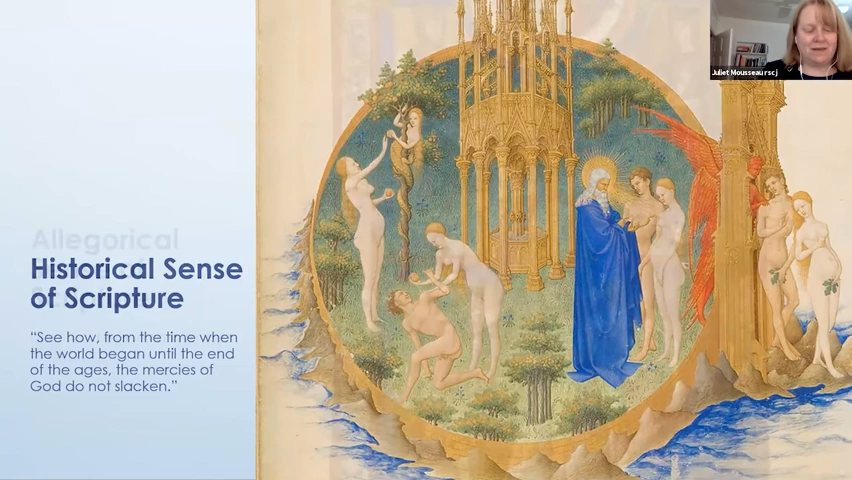 Juliet Mousseau rscj
Allegorical
Historical Sense
of Scripture
“See how, from the time when
the world began until the end
of the ages, the mercies of
God do not slacken.”